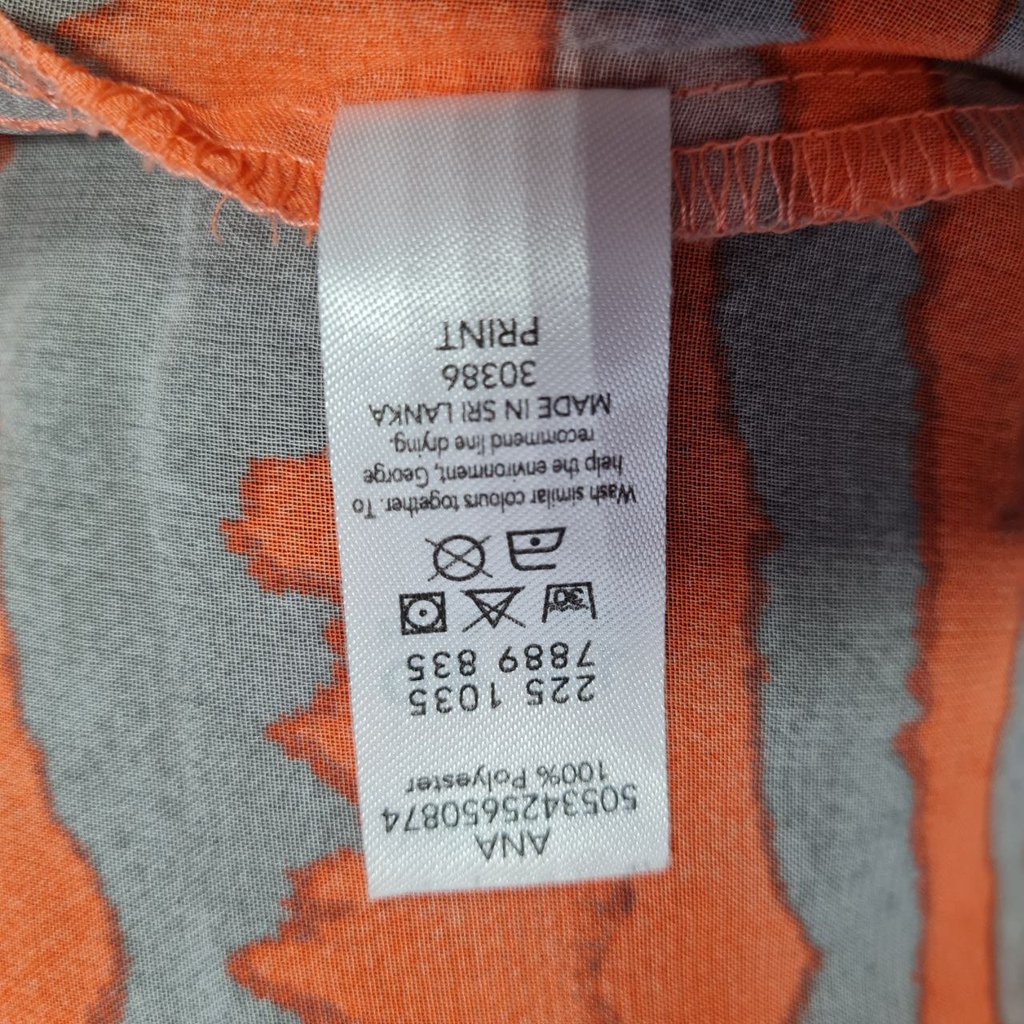 ANA
5053425650874
100% Polyester
225 1035
7889 835
30
Wash similar colours together. To
help the environment, George
recommend line drying.
MADE IN SRI LANKA
30386
PRINT